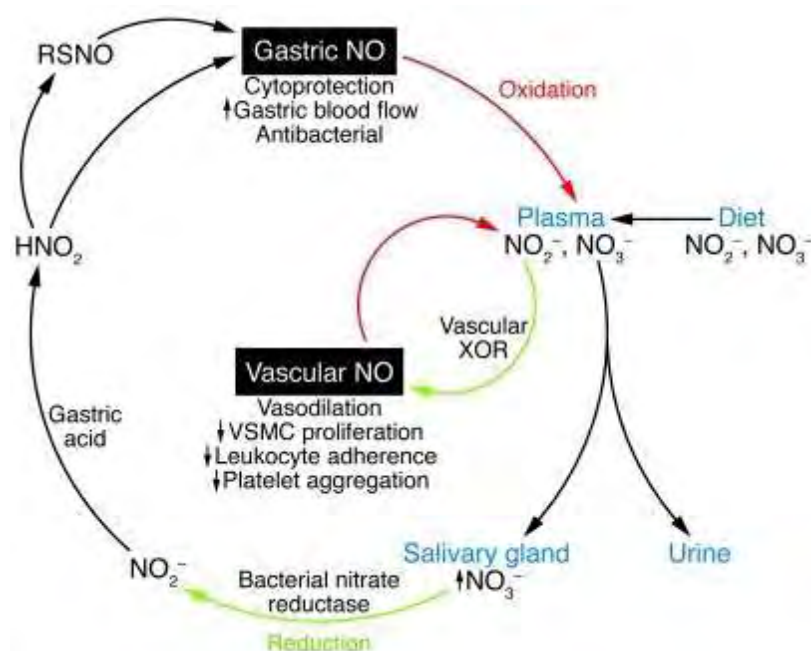 RSNO
Gastric NO
Cytoprotection
↑Gastric blood flow
Antibacterial
Oxidation
HNO₂
Plasma
NO₂⁻, NO₃⁻
Diet
NO₂⁻, NO₃⁻
Vascular
XOR
Vascular NO
Vasodilation
↓VSMC proliferation
↓Leukocyte adherence
↓Platelet aggregation
Gastric
acid
NO₂⁻
Bacterial nitrate
reductase
Reduction
Salivary gland
↑NO₃⁻
Urine